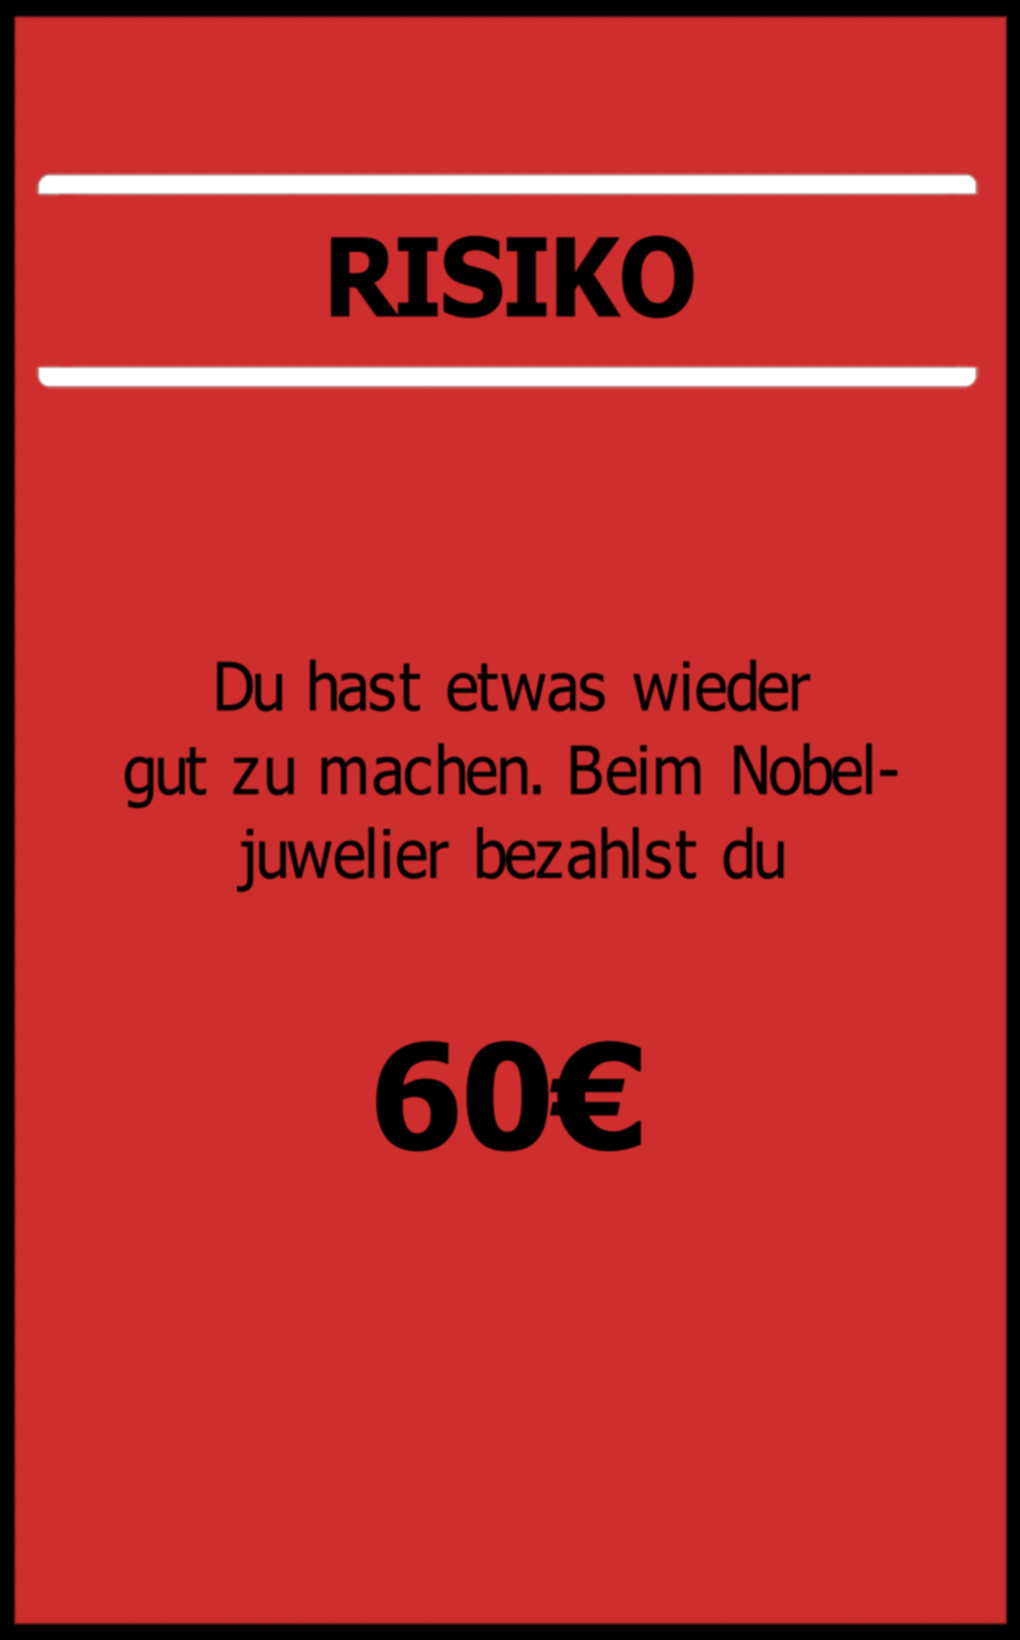 RISIKO
Du hast etwas wieder
gut zu machen. Beim Nobel-
juwelier bezahlst du
60€